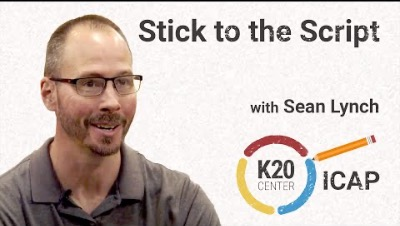 Stick to the Script
with Sean Lynch
K20
CENTER
ICAP